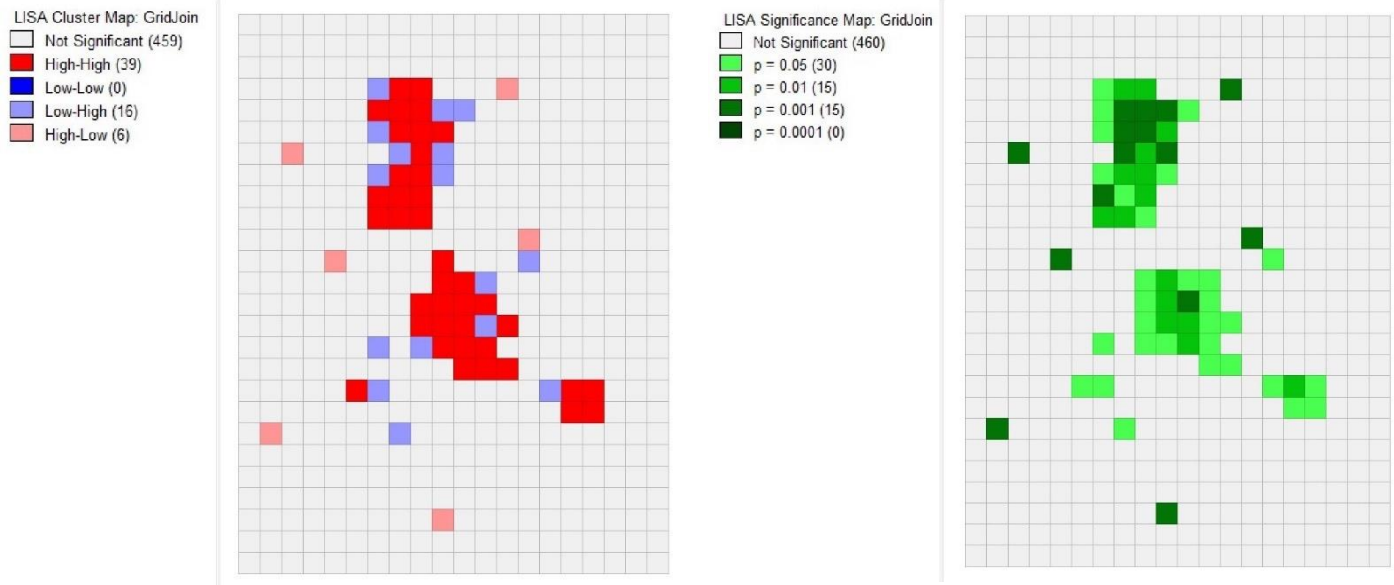 LISA Cluster Map: GridJoin
Not Significant (459)
High-High (39)
Low-Low (0)
Low-High (16)
High-Low (6)
LISA Significance Map: GridJoin
Not Significant (460)
p = 0.05 (30)
p = 0.01 (15)
p = 0.001 (15)
p = 0.0001 (0)